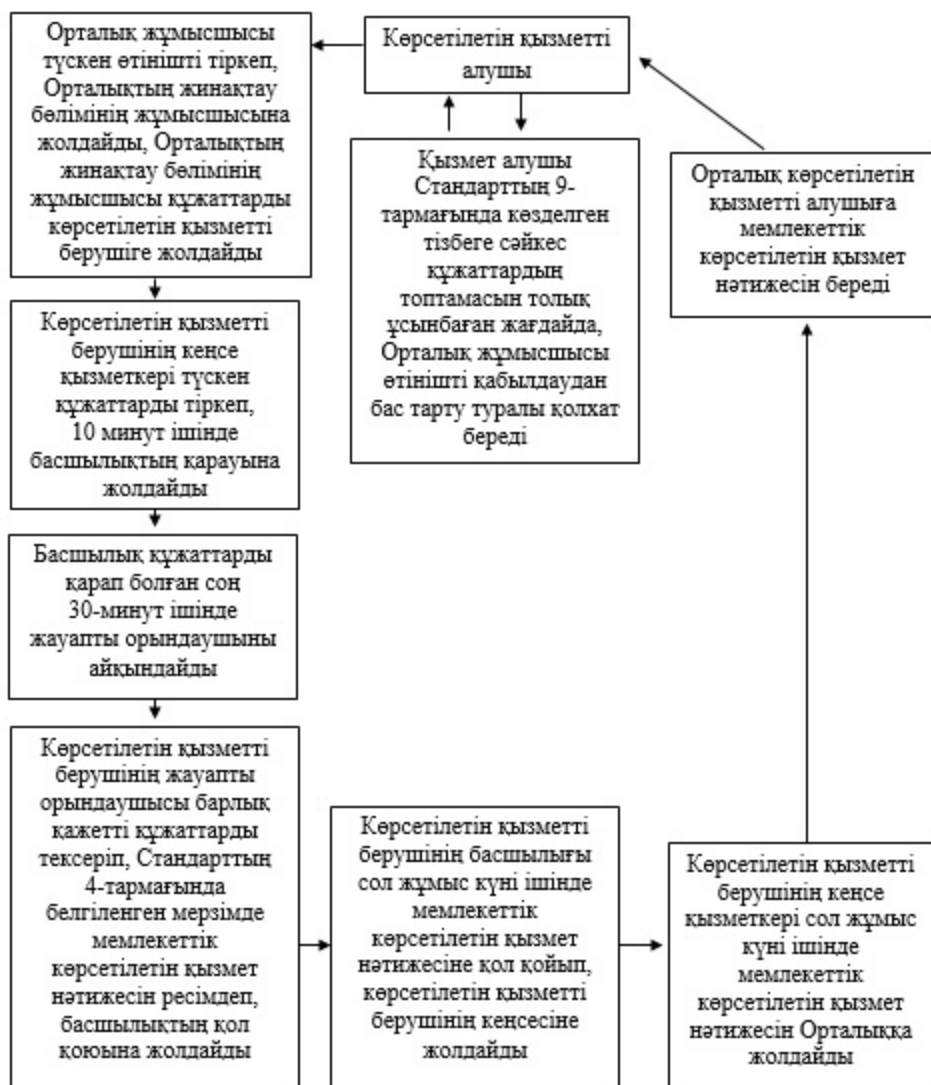 Орталық жұмысшысы
түскен өтінішті тіркеп,
Орталықтың жинақтау
бөлімінің жұмысшысына
жолдайды, Орталықтың
жинақтау бөлімінің
жұмысшысы құжаттарды
көрсетілетін қызметті
берушіге жолдайды
Көрсетілетін қызметті
алушы
Қызмет алушы
Стандарттың 9-
тармағында көзделген
тізбеге сәйкес
құжаттардың
топтамасын толық
ұсынбаған жағдайда,
Орталық жұмысшысы
өтінішті қабылдаудан
бас тарту туралы қолхат
береді
Орталық көрсетілетін
қызметті алушыға
мемлекеттік
көрсетілетін қызмет
нәтижесін береді
Көрсетілетін қызметті
берушінің кеңсе
қызметкері түскен
құжаттарды тіркеп,
10 минут ішінде
басшылықтың қарауына
жолдайды
Басшылық құжаттарды
қарап болған соң
30-минут ішінде
жауапты орындаушыны
айқындайды
Көрсетілетін қызметті
берушінің жауапты
орындаушысы барлық
қажетті құжаттарды
тексеріп, Стандарттың
4-тармағында
белгіленген мерзімде
мемлекеттік
көрсетілетін қызмет
нәтижесін ресімдеп,
басшылықтың қол
қоюына жолдайды
Көрсетілетін қызметті
берушінің басшылығы
сол жұмыс күні ішінде
мемлекеттік
көрсетілетін қызмет
нәтижесіне қол қойып,
көрсетілетін қызметті
берушінің кеңсесіне
жолдайды
Көрсетілетін қызметті
берушінің кеңсе
қызметкері сол жұмыс
күні ішінде
мемлекеттік
көрсетілетін қызмет
нәтижесін Орталыққа
жолдайды